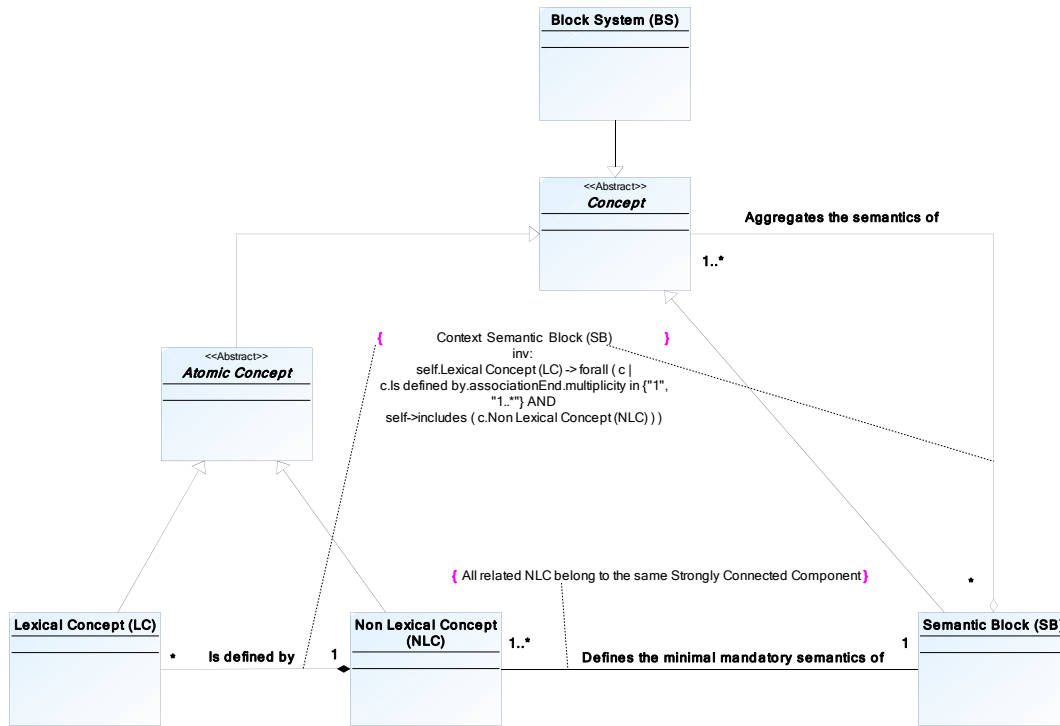 Block System (BS)
<<Abstract>>
Concept
Aggregates the semantics of
1..*
{ Context Semantic Block (SB) }
inv:
self.Lexical Concept (LC) -> forall ( c |
c.Is defined by.associationEnd.multiplicity in {"1",
"1..*"} AND
self->includes ( c.Non Lexical Concept (NLC) ) )
<<Abstract>>
Atomic Concept
{ All related NLC belong to the same Strongly Connected Component }
*
Lexical Concept (LC)
Non Lexical Concept
(NLC)
Semantic Block (SB)
* Is defined by 1
1..* Defines the minimal mandatory semantics of 1